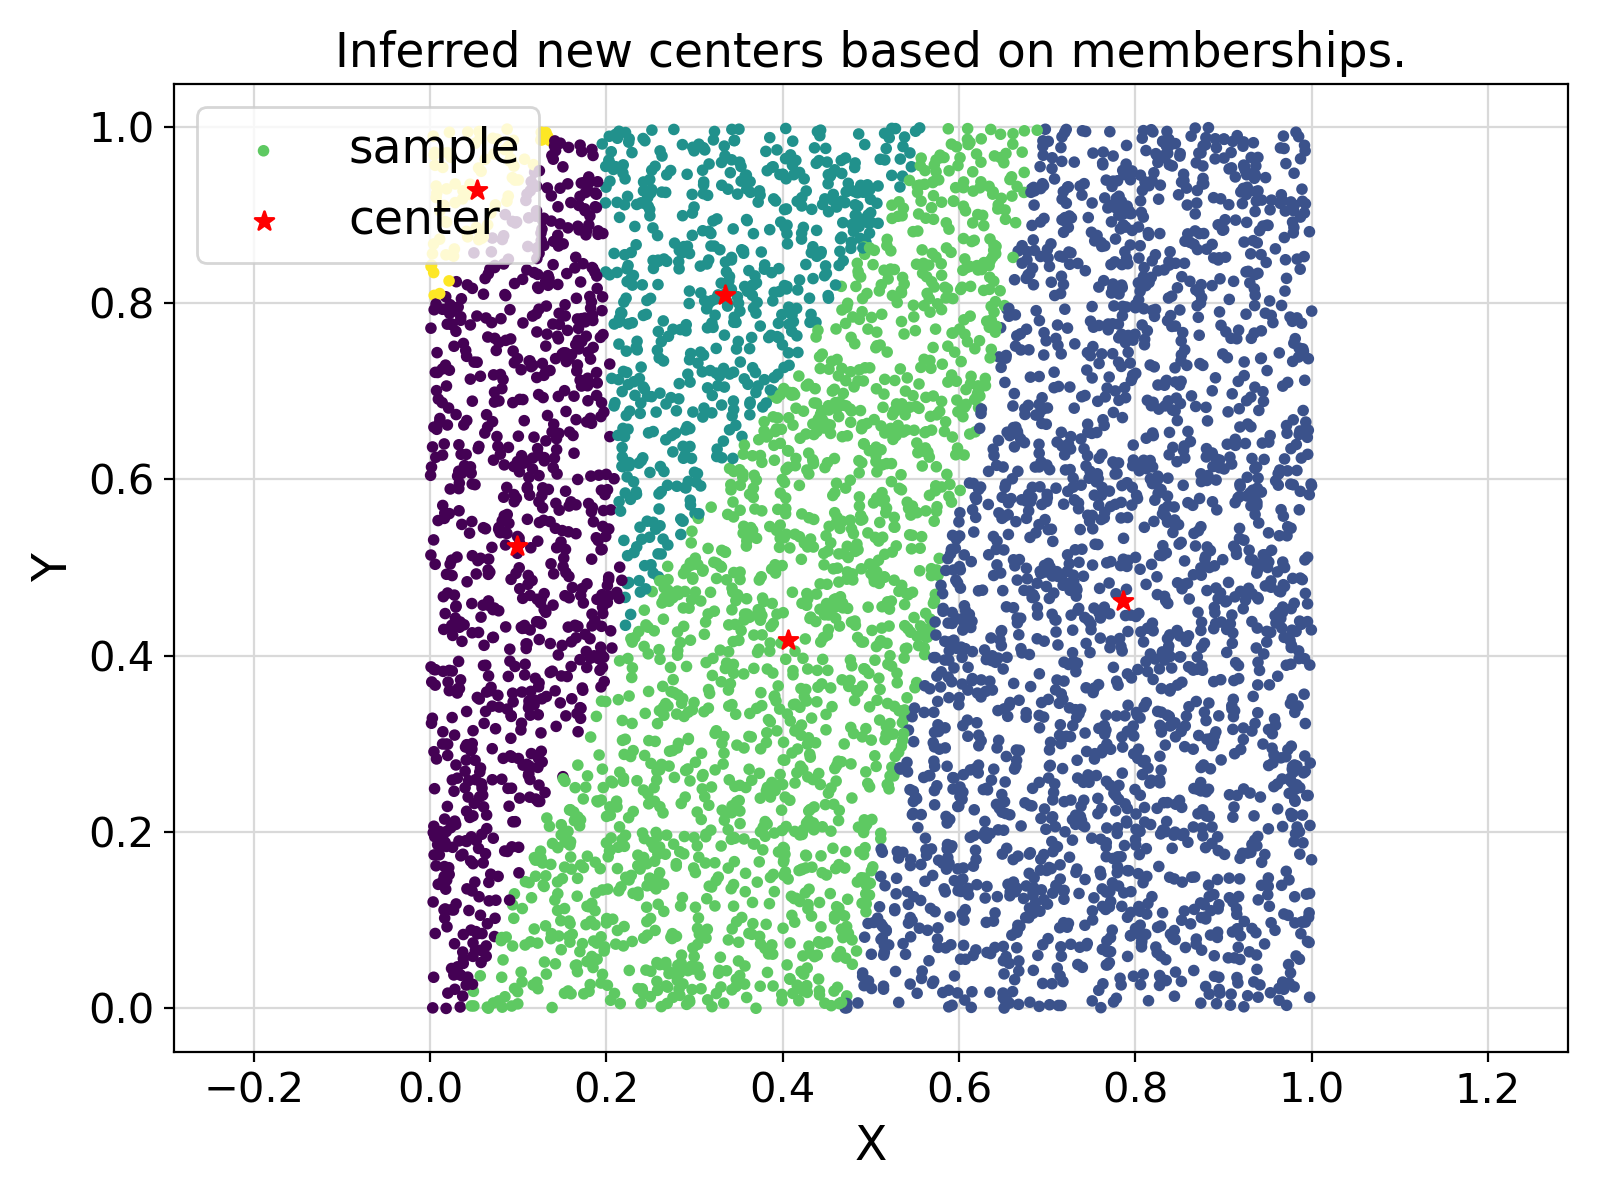 Inferred new centers based on memberships.
sample
center
Y
1.0
0.8
0.6
0.4
0.2
0.0
−0.2 0.0 0.2 0.4 0.6 0.8 1.0 1.2
X